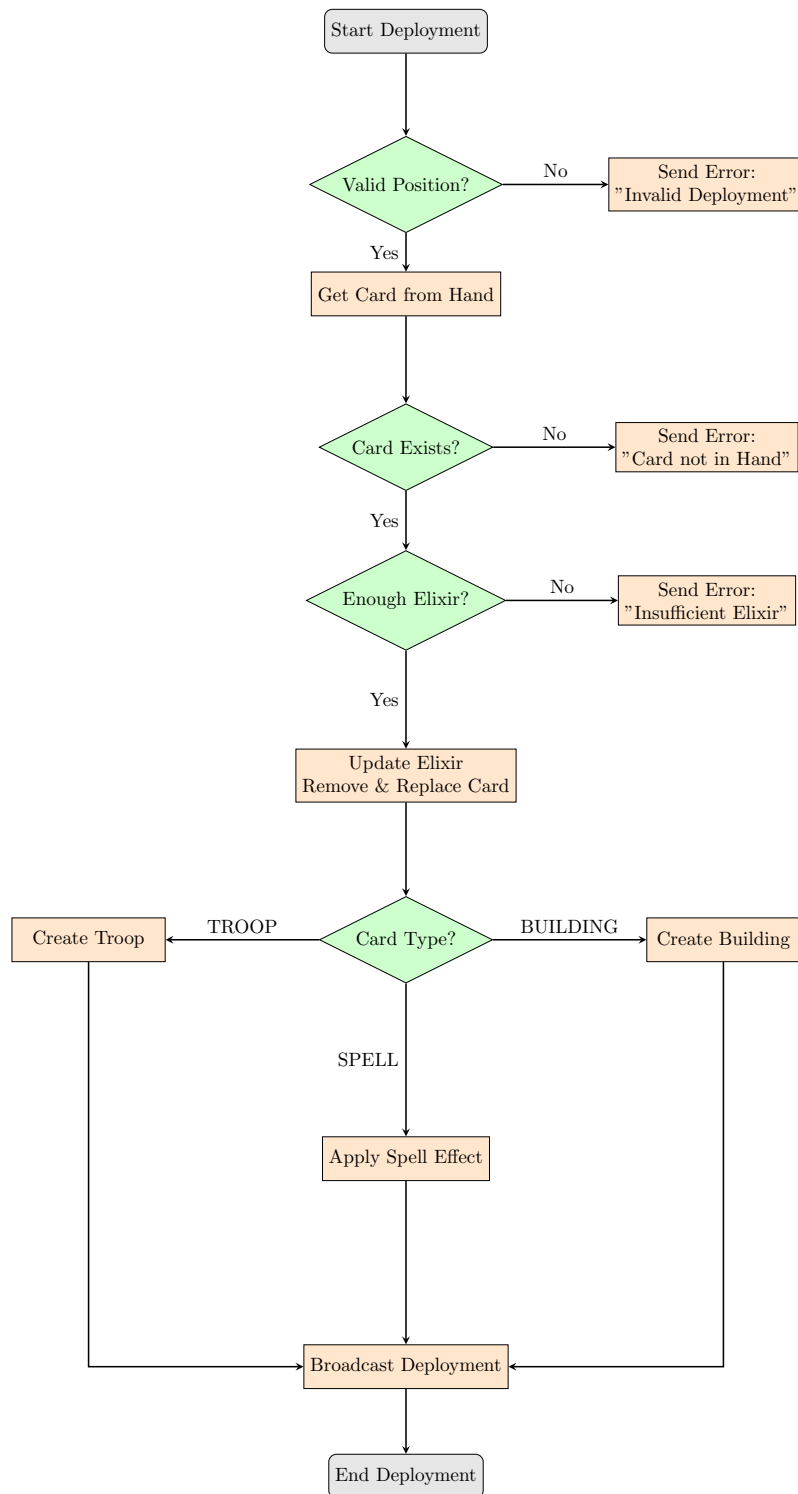 Start Deployment
Valid Position?
No
Send Error:
"Invalid Deployment"
Yes
Get Card from Hand
Card Exists?
No
Send Error:
"Card not in Hand"
Yes
Enough Elixir?
No
Send Error:
"Insufficient Elixir"
Yes
Update Elixir
Remove & Replace Card
Create Troop
TROOP
Card Type?
BUILDING
Create Building
SPELL
Apply Spell Effect
Broadcast Deployment
End Deployment